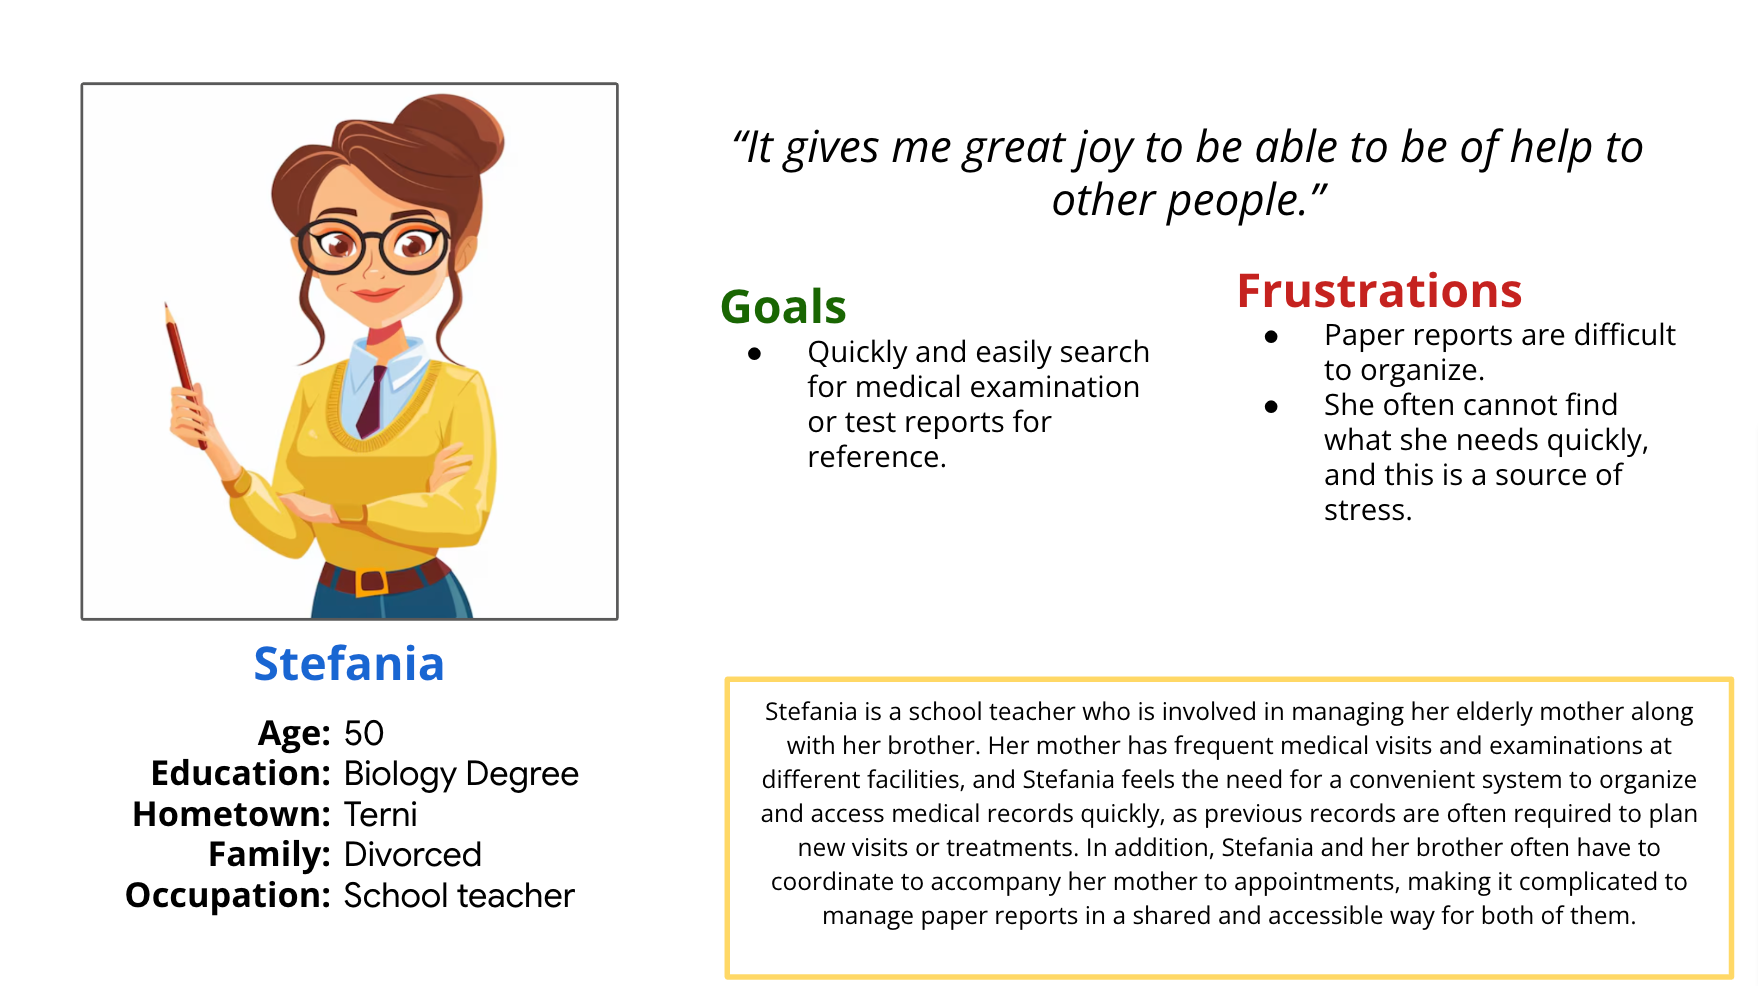 “It gives me great joy to be able to be of help to
other people.”
Goals
● Quickly and easily search
for medical examination
or test reports for
reference.
Frustrations
● Paper reports are difficult
to organize.
● She often cannot find
what she needs quickly,
and this is a source of
stress.
Stefania
Age: 50
Education: Biology Degree
Hometown: Terni
Family: Divorced
Occupation: School teacher
Stefania is a school teacher who is involved in managing her elderly mother along
with her brother. Her mother has frequent medical visits and examinations at
different facilities, and Stefania feels the need for a convenient system to organize
and access medical records quickly, as previous records are often required to plan
new visits or treatments. In addition, Stefania and her brother often have to
coordinate to accompany her mother to appointments, making it complicated to
manage paper reports in a shared and accessible way for both of them.